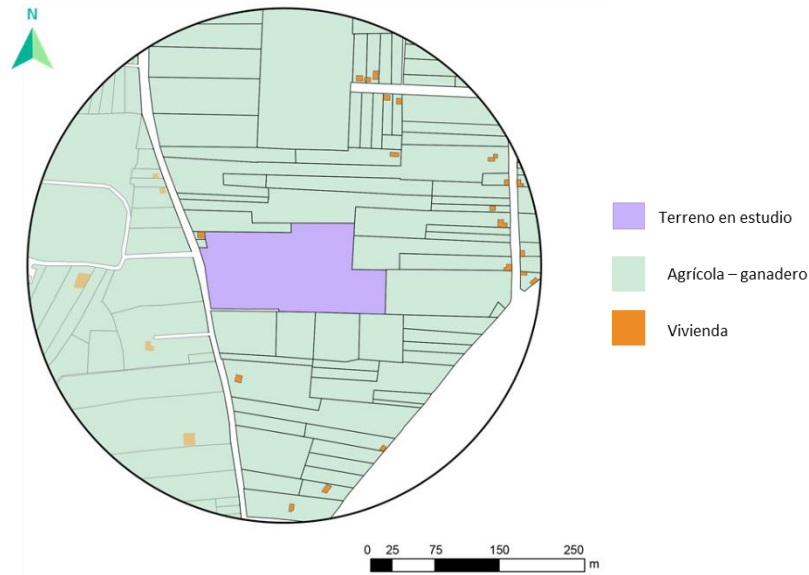 N
Terreno en estudio
Agrícola – ganadero
Vivienda
0 25 75 150 250
m